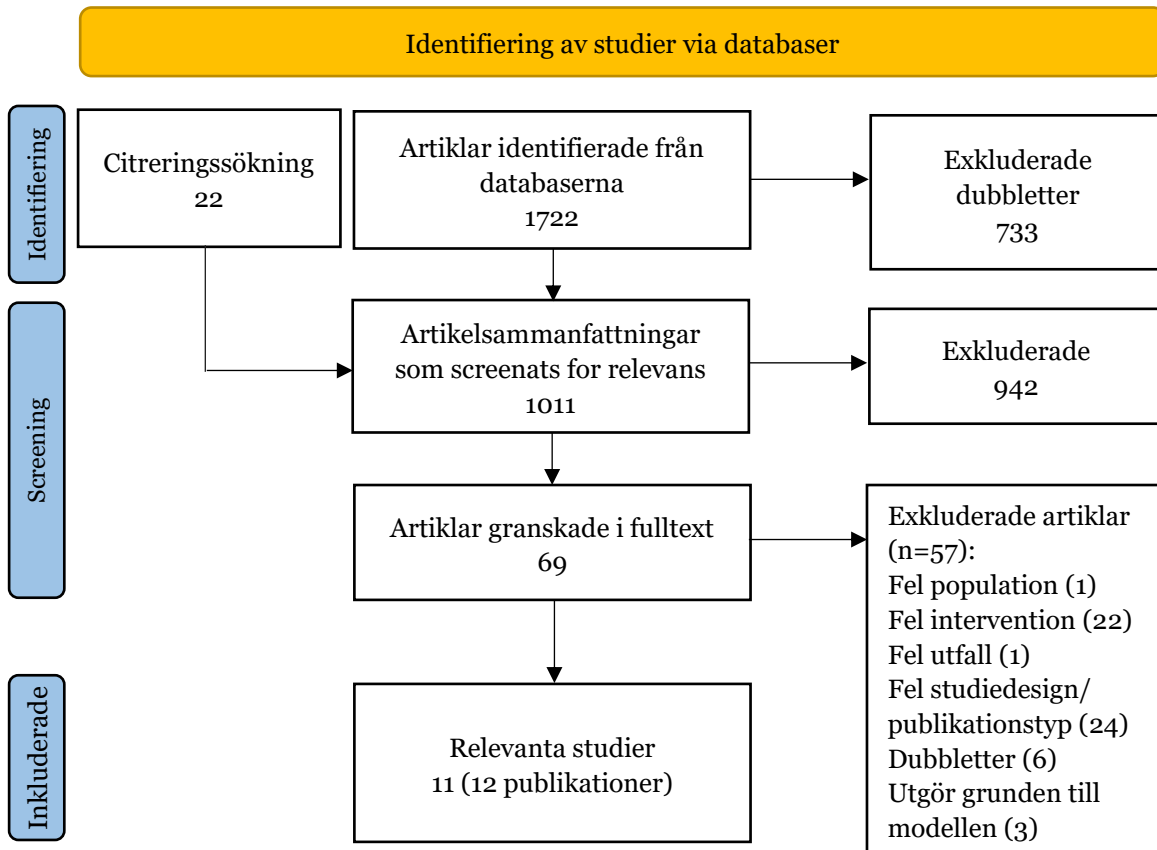 Identifiering av studier via databaser
Identifiering
Citreringssökning
22
Artiklar identifierade från
databaserna
1722
Exkluderade
dubbletter
733
Screening
Artikelsammanfattningar
som screenats for relevans
1011
Exkluderade
942
Artiklar granskade i fulltext
69
Exkluderade artiklar
(n=57):
Fel population (1)
Fel intervention (22)
Fel utfall (1)
Fel studiedesign/
publikationstyp (24)
Dubbletter (6)
Utgör grunden till
modellen (3)
Inkluderade
Relevanta studier
11 (12 publikationer)